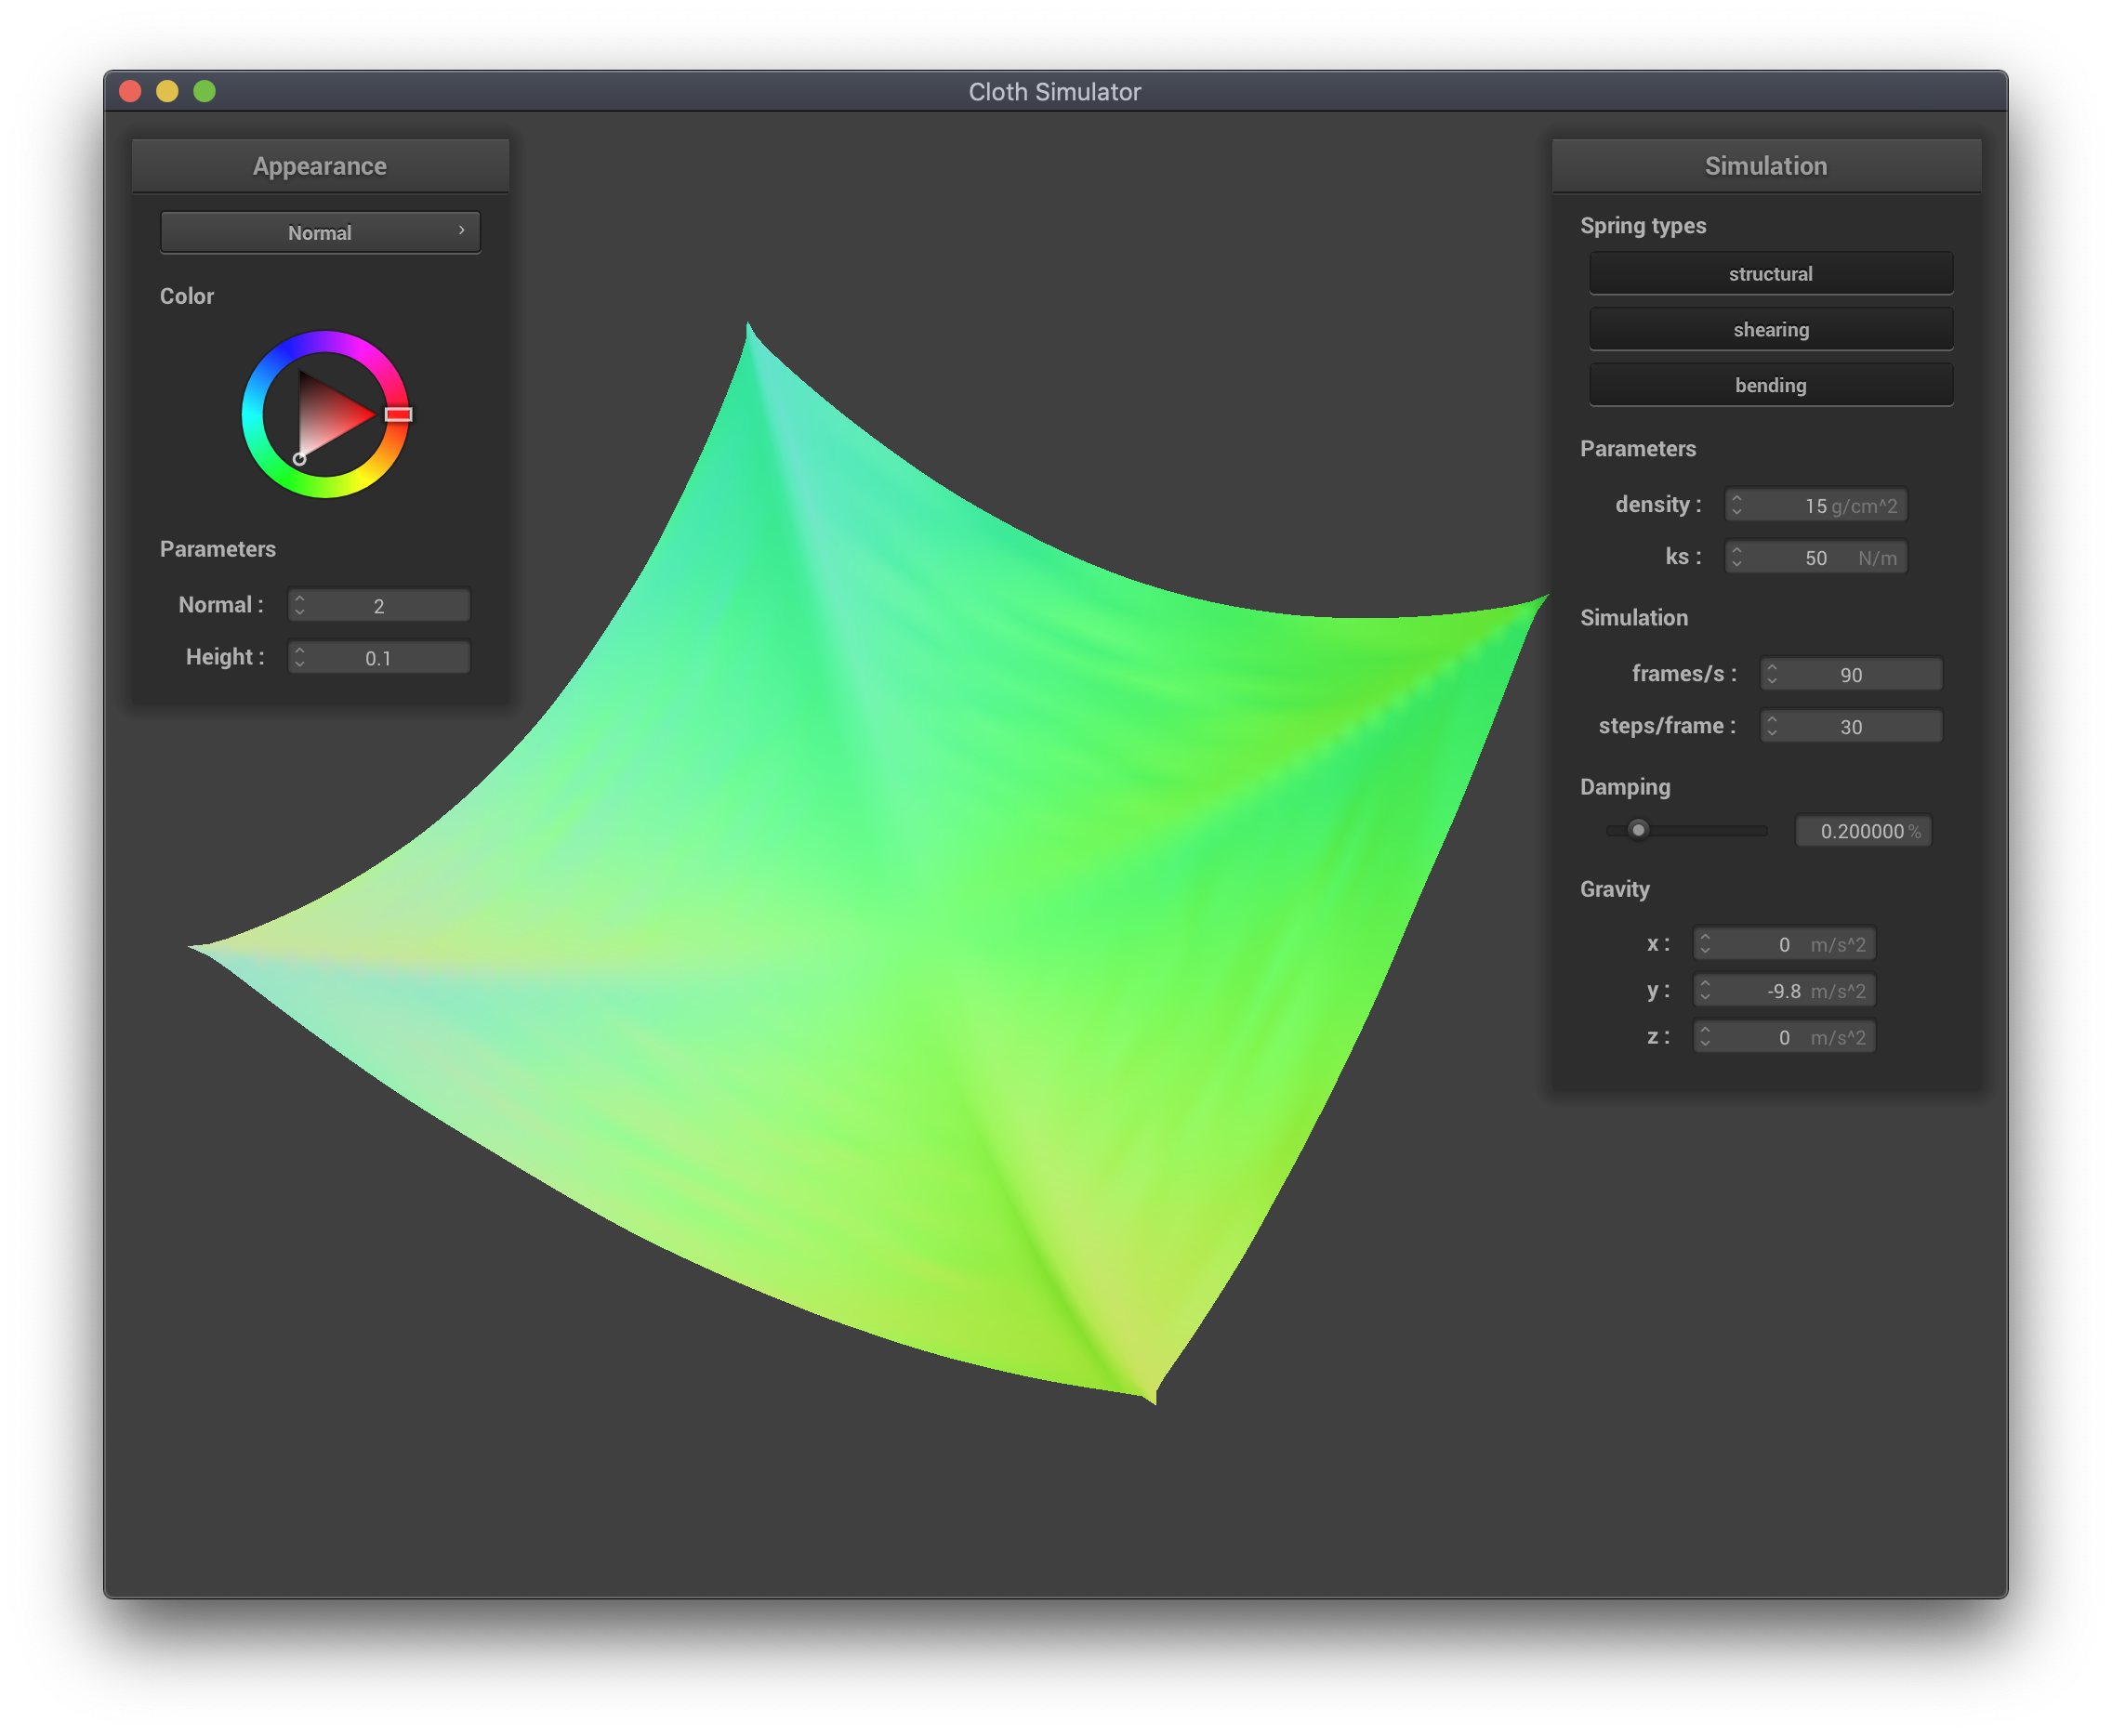 Cloth Simulator
Appearance
Normal
Color
Parameters
Normal : 2
Height : 0.1
Simulation
Spring types
structural
shearing
bending
Parameters
density : 15 g/cm^2
ks : 50 N/m
Simulation
frames/s : 90
steps/frame : 30
Damping
0.200000 %
Gravity
x : 0 m/s^2
y : -9.8 m/s^2
z : 0 m/s^2